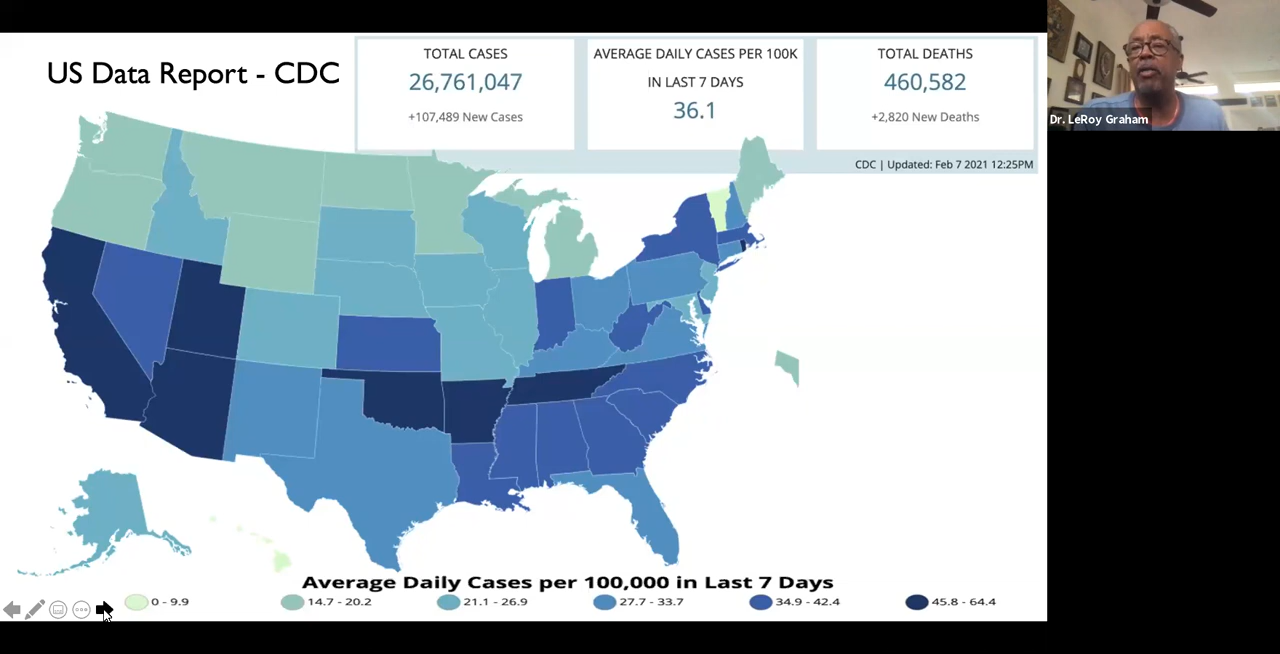 US Data Report - CDC
TOTAL CASES
26,761,047
+107,489 New Cases
AVERAGE DAILY CASES PER 100K
IN LAST 7 DAYS
36.1
TOTAL DEATHS
460,582
+2,820 New Deaths
CDC | Updated: Feb 7 2021 12:25PM
Dr. LeRoy Graham
Average Daily Cases per 100,000 in Last 7 Days
0 - 9.9
14.7 - 20.2
21.1 - 26.9
27.7 - 33.7
34.9 - 42.4
45.8 - 64.4